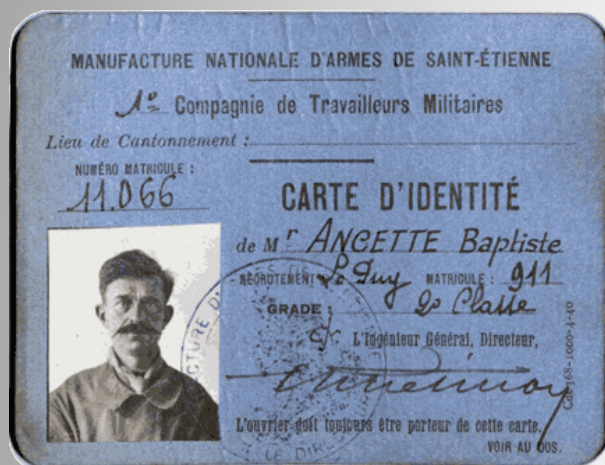 MANUFACTURE NATIONALE D'ARMES DE SAINT-ÉTIENNE
1e Compagnie de Travailleurs Militaires
Lieu de Cantonnement :
NUMÉRO MATRICULE :
11.066
CARTE D'IDENTITÉ
de Mr ANCETTE Baptiste
RECRUTEMENT Le Puy MATRICULE : 911
GRADE : 2e Classe
L'Ingénieur Général, Directeur,
L'ouvrier doit toujours être porteur de cette carte.
VOIR AU DOS.